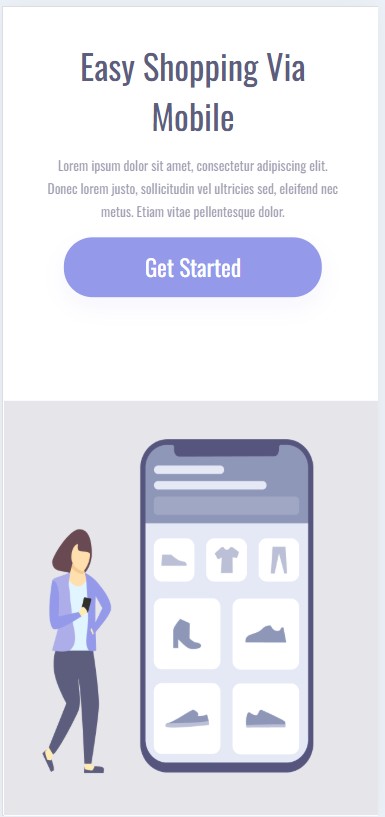 Easy Shopping Via
Mobile
Lorem ipsum dolor sit amet, consectetur adipiscing elit.
Donec lorem justo, sollicitudin vel ultricies sed, eleifend nec
metus. Etiam vitae pellentesque dolor.
Get Started